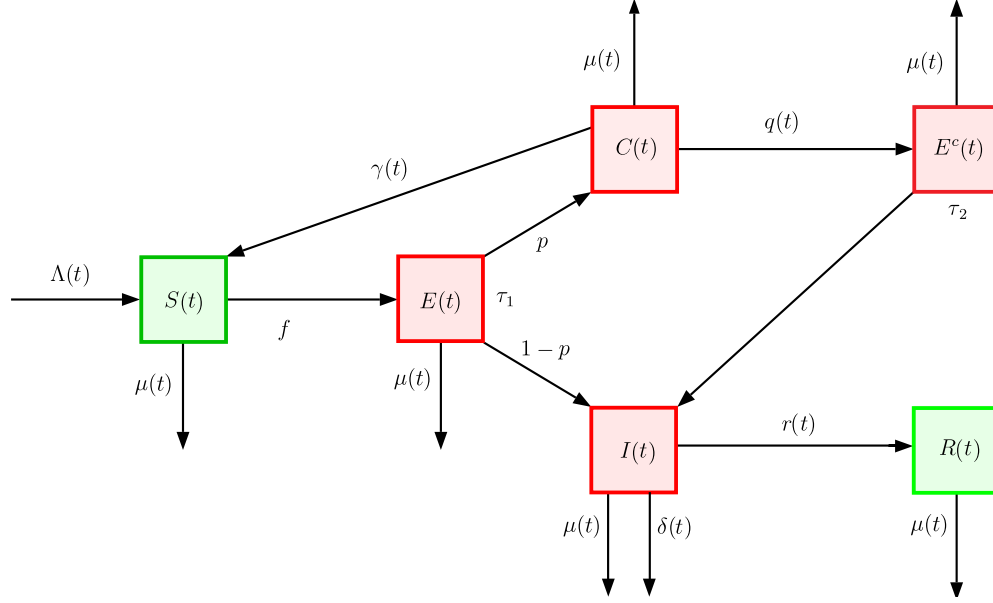 μ(t)
μ(t)
C(t)
q(t)
E^c(t)
γ(t)
τ_2
p
Λ(t)
S(t)
E(t)
τ_1
f
1 − p
μ(t)
μ(t)
r(t)
I(t)
R(t)
μ(t)
δ(t)
μ(t)